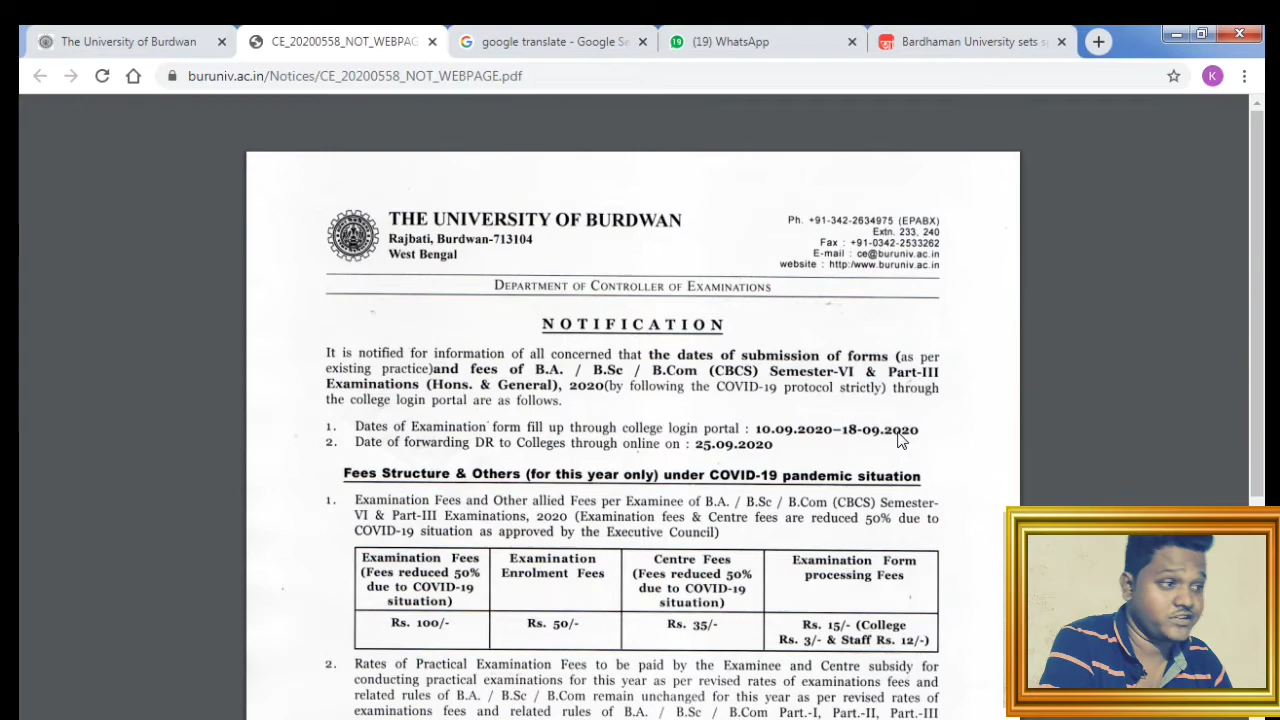 The University of Burdwan
CE_20200558_NOT_WEBPAG
google translate - Google Se
19
(19) WhatsApp
Bardhaman University sets s
buruniv.ac.in/Notices/CE_20200558_NOT_WEBPAGE.pdf
K
THE UNIVERSITY OF BURDWAN
Rajbati, Burdwan-713104
West Bengal
Ph. +91-342-2634975 (EPABX)
Extn. 233, 240
Fax : +91-0342-2533262
E-mail : ce@buruniv.ac.in
website : http:/www.buruniv.ac.in
DEPARTMENT OF CONTROLLER OF EXAMINATIONS
NOTIFICATION
It is notified for information of all concerned that the dates of submission of forms (as per
existing practice)and fees of B.A. / B.Sc / B.Com (CBCS) Semester-VI & Part-III
Examinations (Hons. & General), 2020(by following the COVID-19 protocol strictly) through
the college login portal are as follows.
1. Dates of Examination form fill up through college login portal : 10.09.2020–18-09.2020
2. Date of forwarding DR to Colleges through online on : 25.09.2020
Fees Structure & Others (for this year only) under COVID-19 pandemic situation
1. Examination Fees and Other allied Fees per Examinee of B.A. / B.Sc / B.Com (CBCS) Semester-
VI & Part-III Examinations, 2020 (Examination fees & Centre fees are reduced 50% due to
COVID-19 situation as approved by the Executive Council)
Examination Fees
(Fees reduced 50%
due to COVID-19
situation)
Examination
Enrolment Fees
Centre Fees
(Fees reduced 50%
due to COVID-19
situation)
Examination Form
processing Fees
Rs. 100/-
Rs. 50/-
Rs. 35/-
Rs. 15/- (College
Rs. 3/- & Staff Rs. 12/-)
2. Rates of Practical Examination Fees to be paid by the Examinee and Centre subsidy for
conducting practical examinations for this year as per revised rates of examinations fees and
related rules of B.A. / B.Sc / B.Com remain unchanged for this year as per revised rates of
examinations fees and related rules of B.A. / B.Sc / B.Com Part.-I, Part.-II, Part.-III